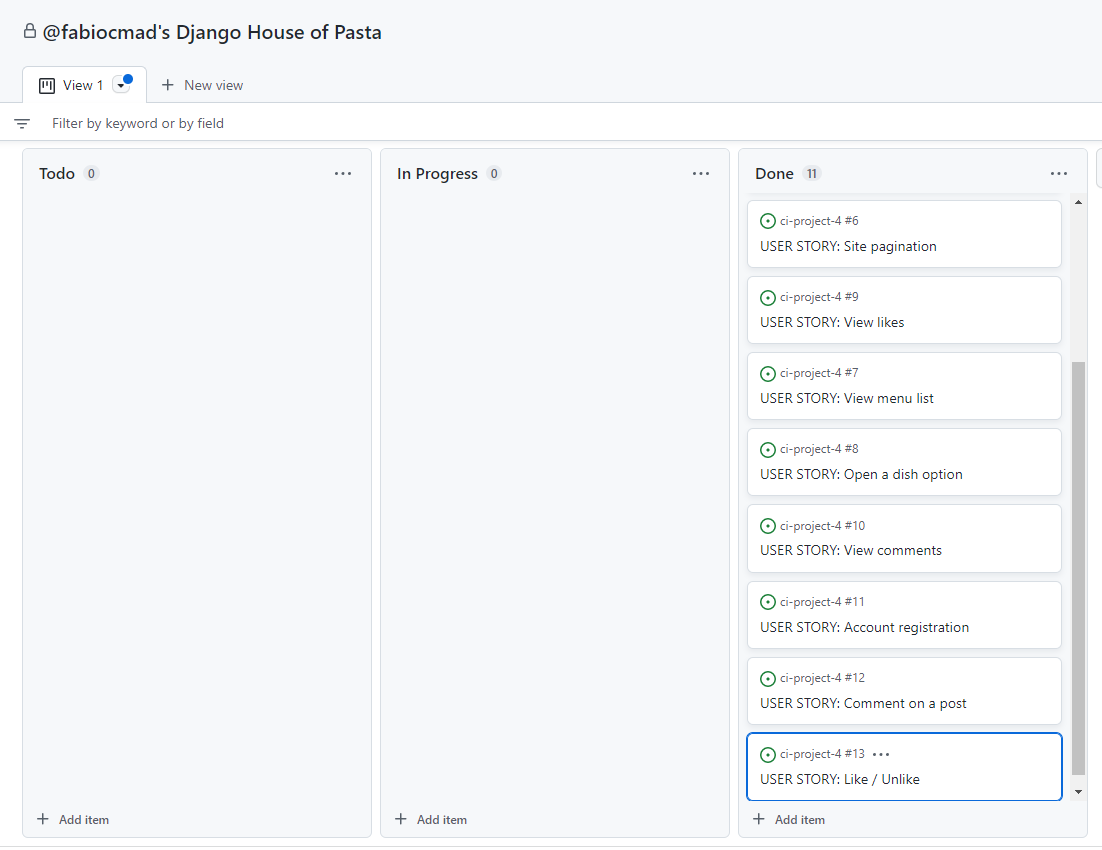 @fabiocmad's Django House of Pasta
View 1
New view
Filter by keyword or by field
Todo 0
In Progress 0
Done 11
ci-project-4 #6
USER STORY: Site pagination
ci-project-4 #9
USER STORY: View likes
ci-project-4 #7
USER STORY: View menu list
ci-project-4 #8
USER STORY: Open a dish option
ci-project-4 #10
USER STORY: View comments
ci-project-4 #11
USER STORY: Account registration
ci-project-4 #12
USER STORY: Comment on a post
ci-project-4 #13
USER STORY: Like / Unlike
Add item
Add item
Add item